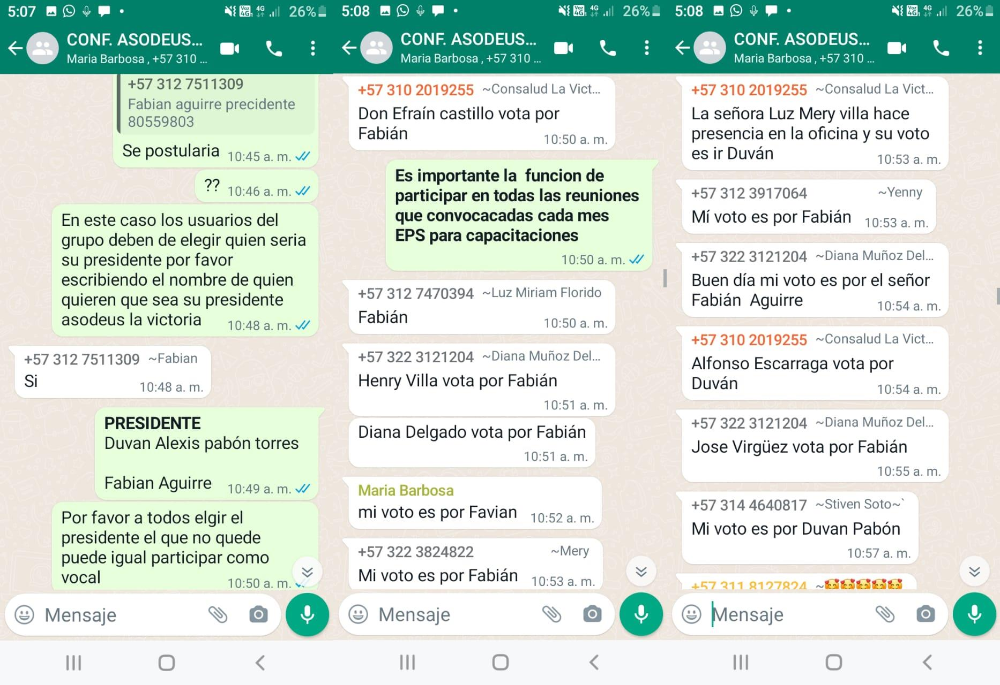 5:07
Voz
4G
4G
26%
CONF. ASODEUS...
Maria Barbosa , +57 310 ...
+57 312 7511309
Fabian aguirre precidente
80559803
Se postularia
10:45 a. m.
??
10:46 a. m.
En este caso los usuarios del
grupo deben de elegir quien seria
su presidente por favor
escribiendo el nombre de quien
quieren que sea su presidente
asodeus la victoria
10:48 a. m.
+57 312 7511309 ~Fabian
Si
10:48 a. m.
PRESIDENTE
Duvan Alexis pabón torres
Fabian Aguirre
10:49 a. m.
Por favor a todos elgir el
presidente el que no quede
puede igual participar como
vocal
10:50 a. m.
Mensaje
5:08
Voz
4G
4G
26%
CONF. ASODEUS...
Maria Barbosa , +57 310 ...
+57 310 2019255 ~Consalud La Vict...
Don Efraín castillo vota por
Fabián
10:50 a. m.
Es importante la funcion de
participar en todas las reuniones
que convocacadas cada mes
EPS para capacitaciones
10:50 a. m.
+57 312 7470394 ~Luz Miriam Florido
Fabián
10:50 a. m.
+57 322 3121204 ~Diana Muñoz Del...
Henry Villa vota por Fabián
10:51 a. m.
Diana Delgado vota por Fabián
10:51 a. m.
Maria Barbosa
mi voto es por Favian
10:52 a. m.
+57 322 3824822 ~Mery
Mi voto es por Fabián
10:53 a. m.
Mensaje
5:08
Voz
4G
4G
26%
CONF. ASODEUS...
Maria Barbosa , +57 310 ...
+57 310 2019255 ~Consalud La Vict...
La señora Luz Mery villa hace
presencia en la oficina y su voto
es ir Duván
10:53 a. m.
+57 312 3917064 ~Yenny
Mí voto es por Fabián
10:53 a. m.
+57 322 3121204 ~Diana Muñoz Del...
Buen día mi voto es por el señor
Fabián Aguirre
10:54 a. m.
+57 310 2019255 ~Consalud La Vict...
Alfonso Escarraga vota por
Duván
10:54 a. m.
+57 322 3121204 ~Diana Muñoz Del...
Jose Virgüez vota por Fabián
10:55 a. m.
+57 314 4640817 ~Stiven Soto~`
Mi voto es por Duvan Pabón
10:57 a. m.
+57 311 8127824 ~🥰🥰🥰🥰🥰
Mensaje